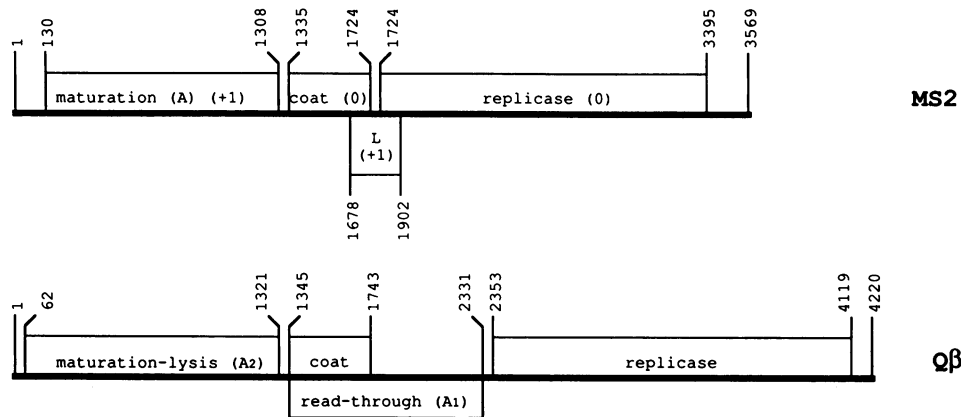 1 130 1308 1335 1724 1724 3395 3569
maturation (A) (+1) coat (0) replicase (0) MS2
L
(+1)
1678 1902
1 62 1321 1345 1743 2331 2353 4119 4220
maturation-lysis (A2) coat replicase Qβ
read-through (A1)